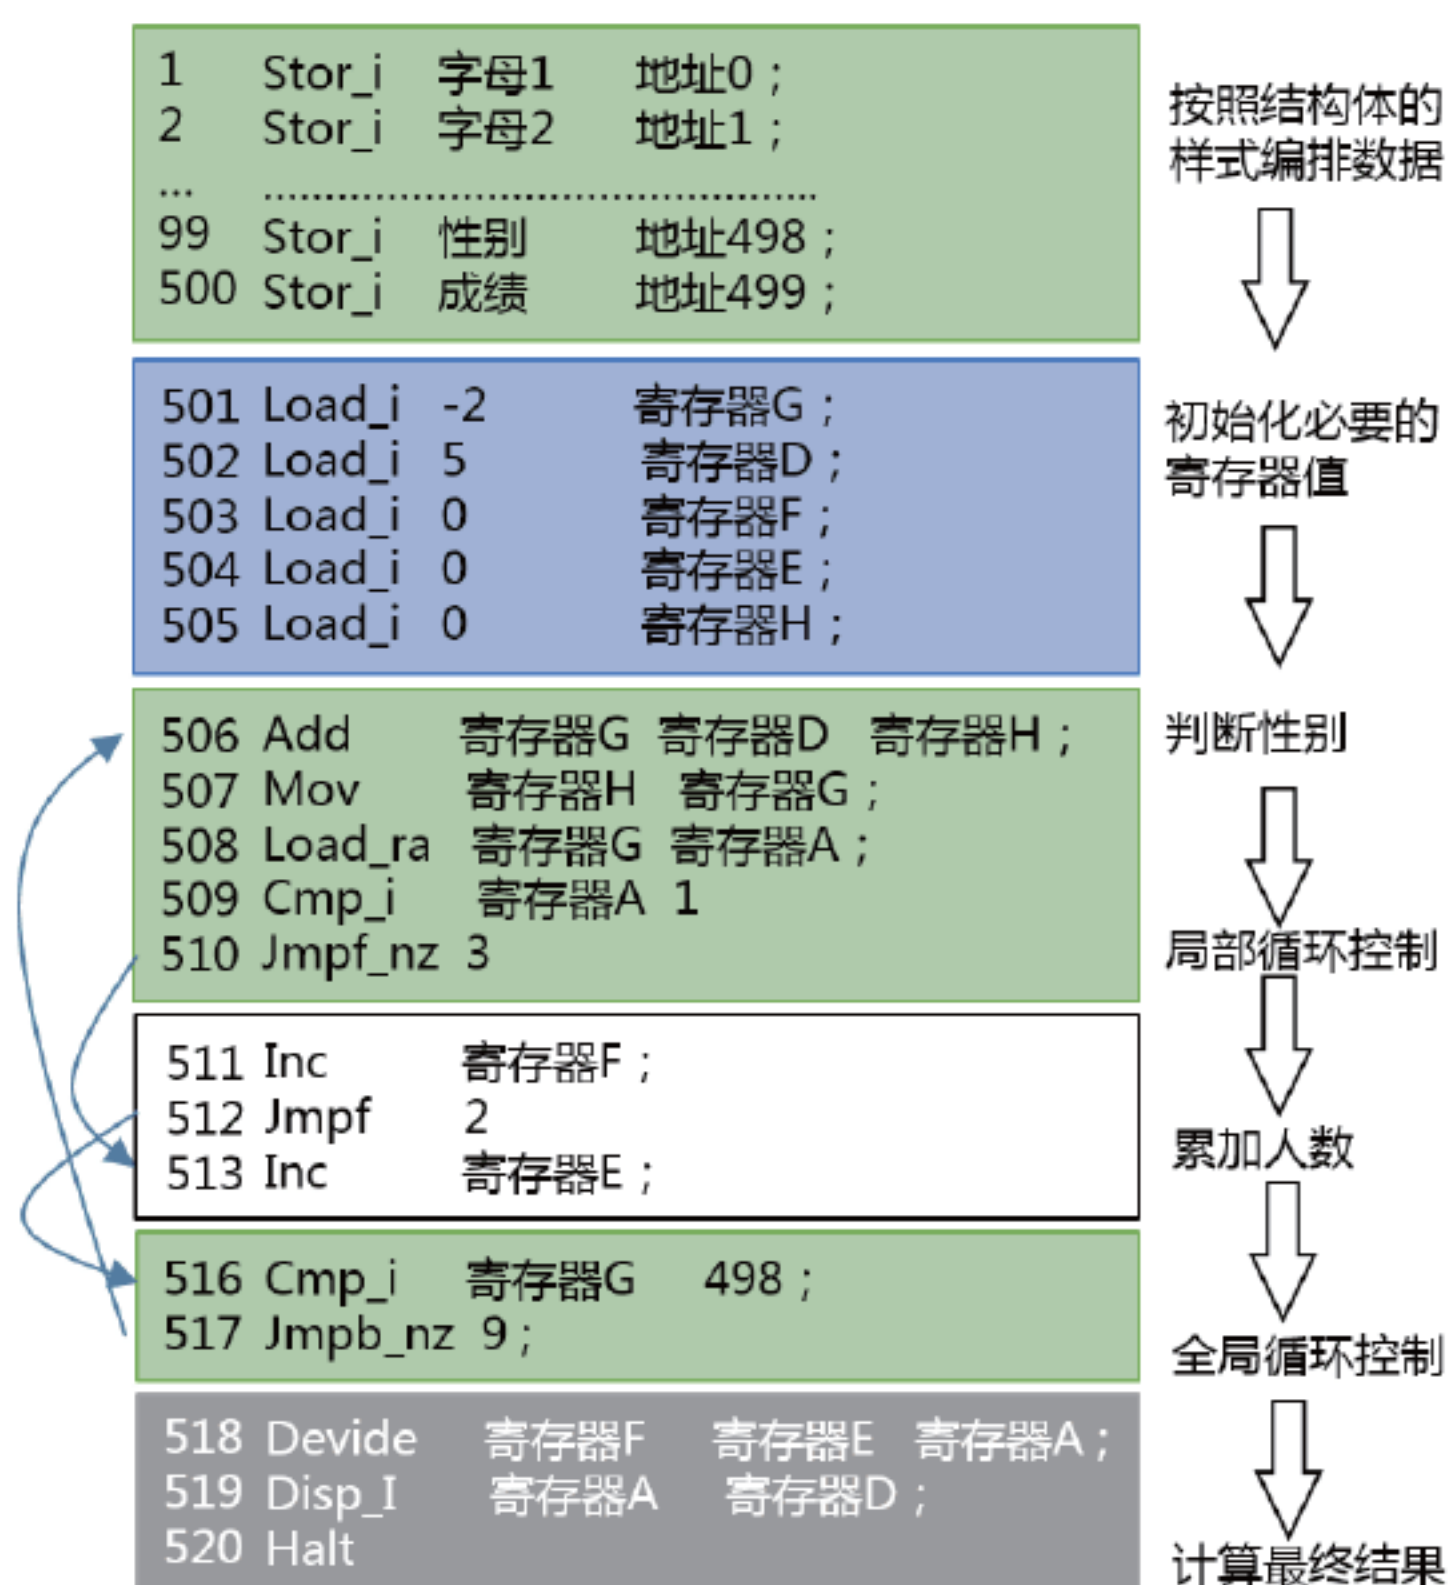 1 Stor_i 字母1 地址0；
2 Stor_i 字母2 地址1；
... ................................................
99 Stor_i 性别 地址498；
500 Stor_i 成绩 地址499；
按照结构体的
样式编排数据
501 Load_i -2 寄存器G；
502 Load_i 5 寄存器D；
503 Load_i 0 寄存器F；
504 Load_i 0 寄存器E；
505 Load_i 0 寄存器H；
初始化必要的
寄存器值
506 Add 寄存器G 寄存器D 寄存器H；
507 Mov 寄存器H 寄存器G；
508 Load_ra 寄存器G 寄存器A；
509 Cmp_i 寄存器A 1
510 Jmpf_nz 3
判断性别
局部循环控制
511 Inc 寄存器F；
512 Jmpf 2
513 Inc 寄存器E；
累加人数
516 Cmp_i 寄存器G 498；
517 Jmpb_nz 9；
全局循环控制
518 Devide 寄存器F 寄存器E 寄存器A；
519 Disp_I 寄存器A 寄存器D；
520 Halt
计算最终结果